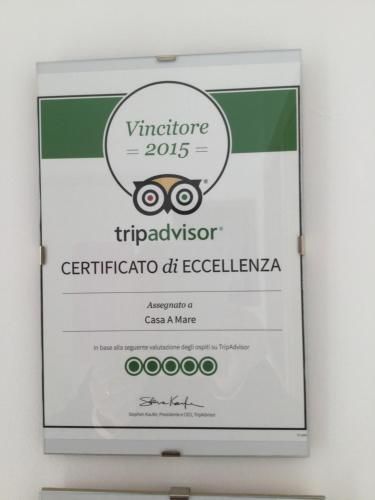 Vincitore
= 2015 =
tripadvisor®
CERTIFICATO di ECCELLENZA
Assegnato a
Casa A Mare
in base alla seguente valutazione degli ospiti su TripAdvisor
Stephen Kaufer, Presidente e CEO, TripAdvisor